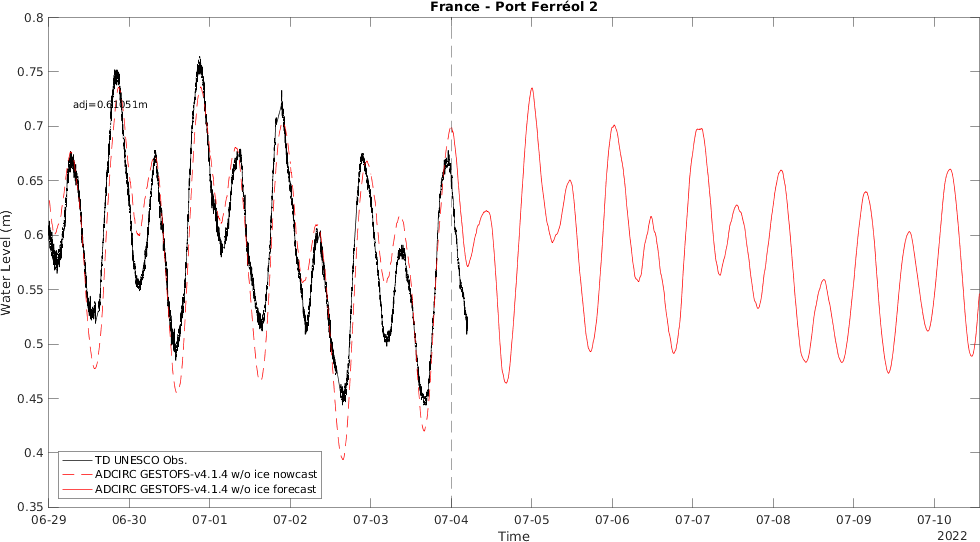 France - Port Ferréol 2
0.8
0.75
0.7
0.65
0.6
0.55
0.5
0.45
0.4
0.35
Water Level (m)
adj=0.61051m
TD UNESCO Obs.
ADCIRC GESTOFS-v4.1.4 w/o ice nowcast
ADCIRC GESTOFS-v4.1.4 w/o ice forecast
06-29 06-30 07-01 07-02 07-03 07-04 07-05 07-06 07-07 07-08 07-09 07-10
Time
2022